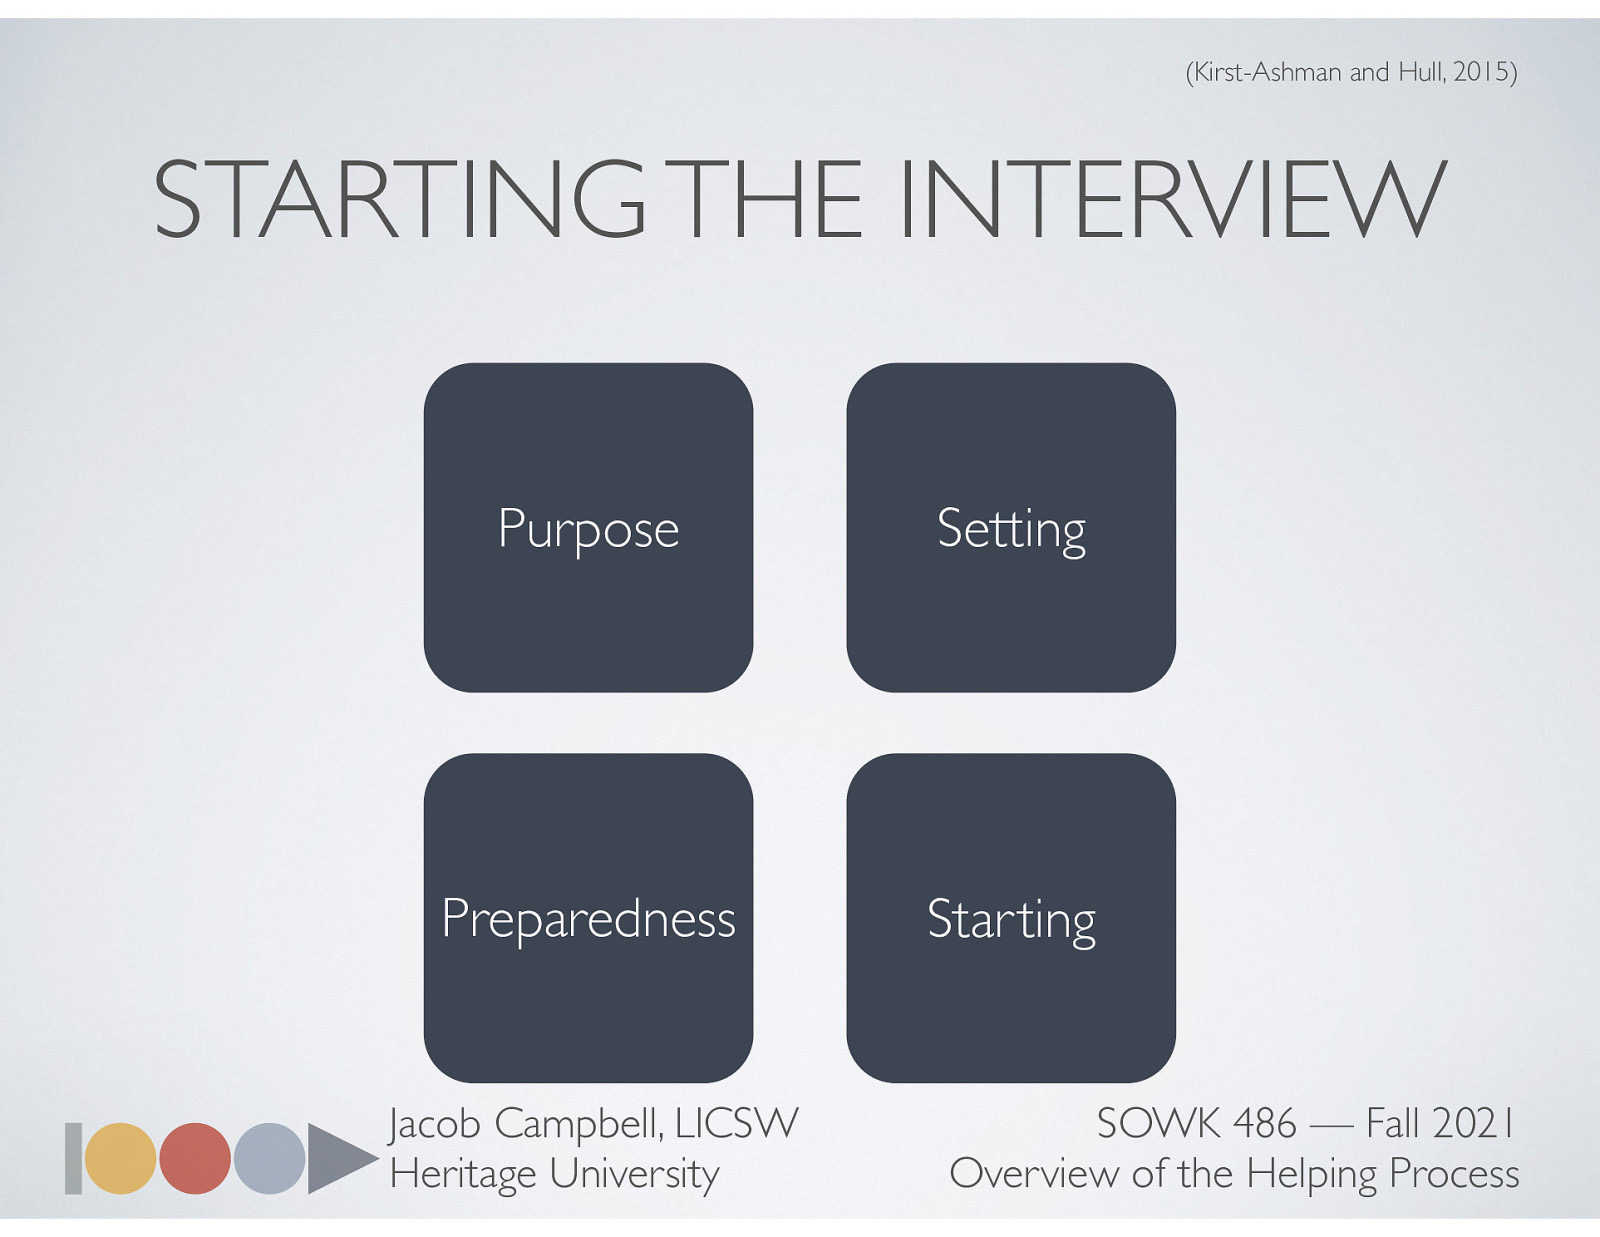 (Kirst-Ashman and Hull, 2015)
STARTING THE INTERVIEW
Purpose
Setting
Preparedness
Starting
Jacob Campbell, LICSW
Heritage University
SOWK 486 — Fall 2021
Overview of the Helping Process